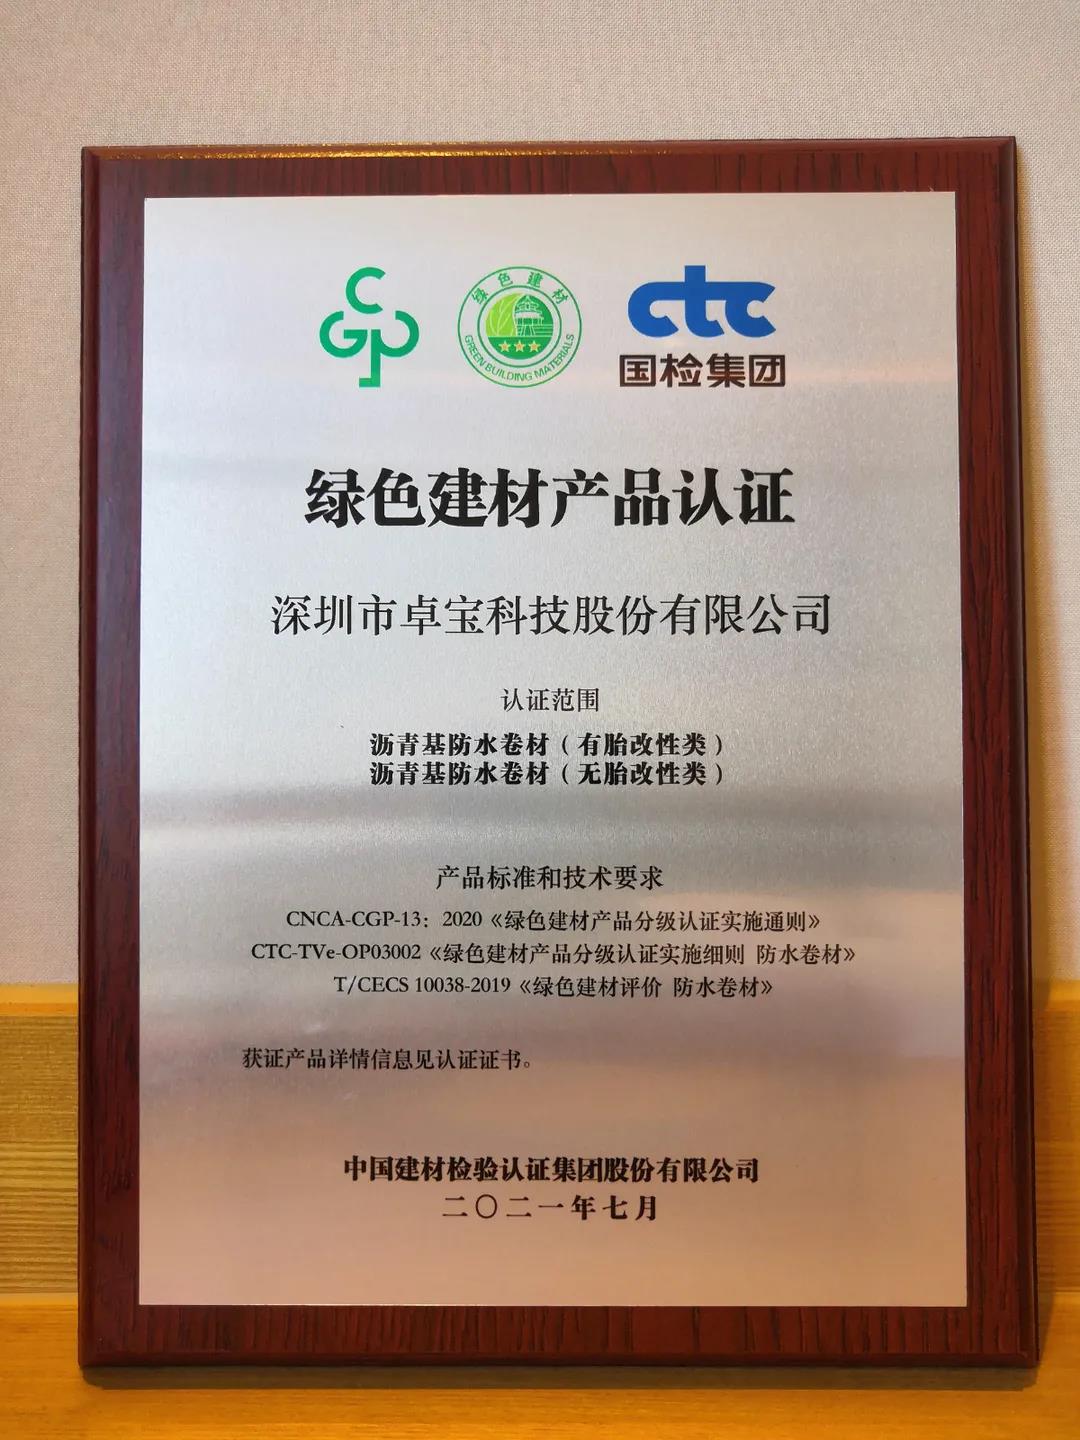 CGP
绿色建材
GREEN BUILDING MATERIALS
ctc
国检集团
绿色建材产品认证
深圳市卓宝科技股份有限公司
认证范围
沥青基防水卷材（有胎改性类）
沥青基防水卷材（无胎改性类）
产品标准和技术要求
CNCA-CGP-13：2020《绿色建材产品分级认证实施通则》
CTC-TVe-OP03002《绿色建材产品分级认证实施细则 防水卷材》
T/CECS 10038-2019《绿色建材评价 防水卷材》
获证产品详情信息见认证证书。
中国建材检验认证集团股份有限公司
二〇二一年七月